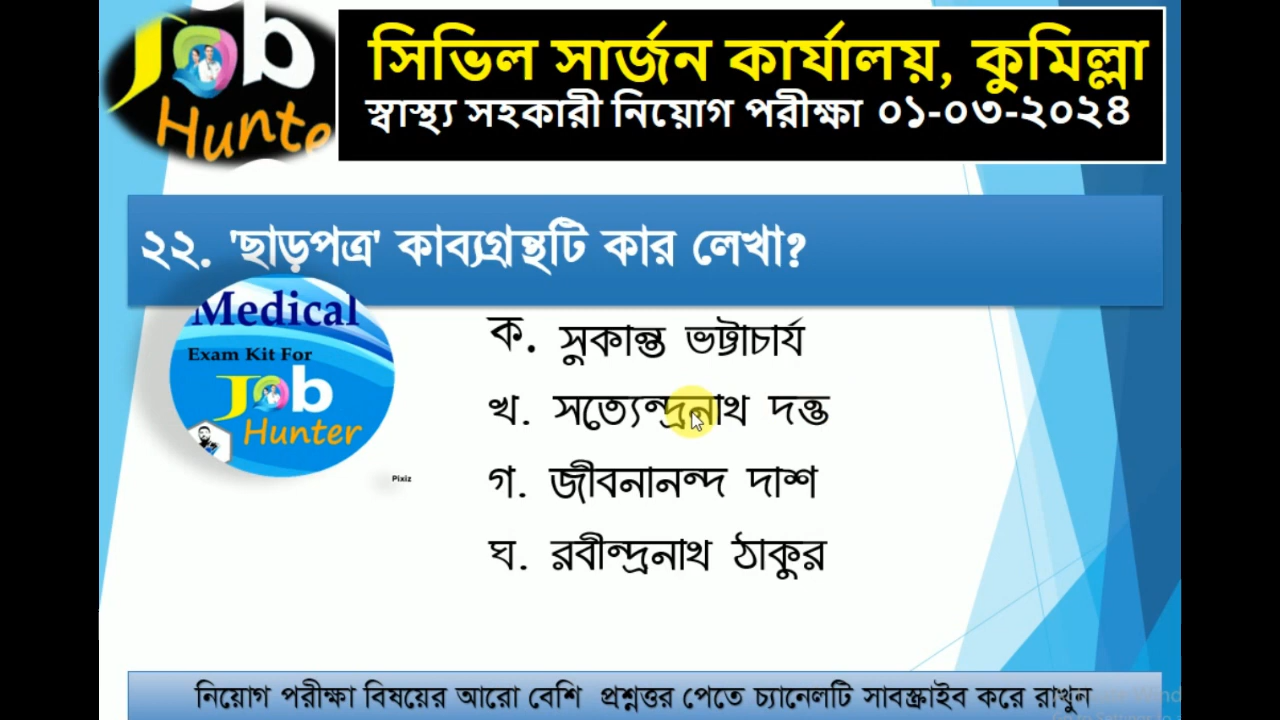 Job
Hunte
সিভিল সার্জন কার্যালয়, কুমিল্লা
স্বাস্থ্য সহকারী নিয়োগ পরীক্ষা ০১-০৩-২০২৪
২২. 'ছাড়পত্র' কাব্যগ্রন্থটি কার লেখা?
Medical
Exam Kit For
Job
Hunter
Pixiz
ক. সুকান্ত ভট্টাচার্য
খ. সত্যেন্দ্রনাথ দত্ত
গ. জীবনানন্দ দাশ
ঘ. রবীন্দ্রনাথ ঠাকুর
নিয়োগ পরীক্ষা বিষয়ের আরো বেশি প্রশ্নত্তর পেতে চ্যানেলটি সাবস্ক্রাইব করে রাখুন